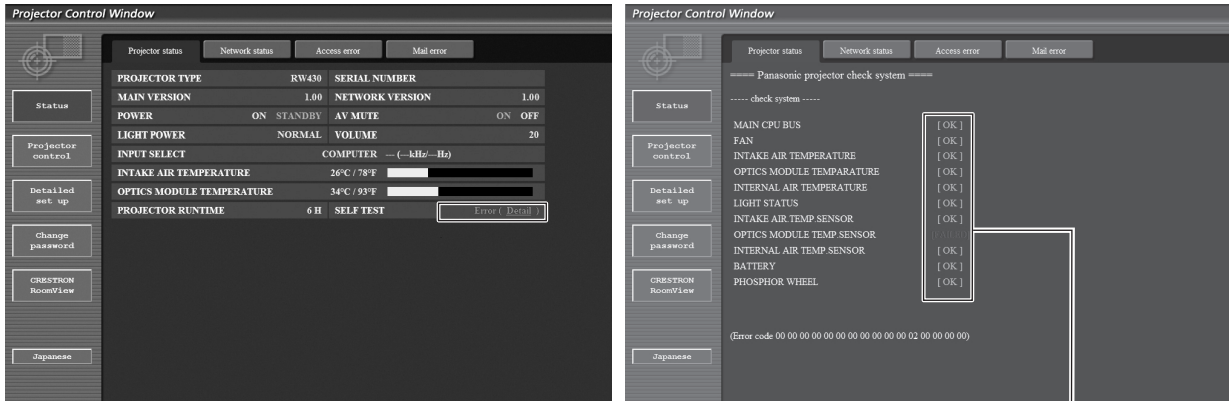 Projector Control Window
Projector status Network status Access error Mail error
Status
Projector control
Detailed set up
Change password
CRESTRON RoomView
Japanese
PROJECTOR TYPE RW430 SERIAL NUMBER
MAIN VERSION 1.00 NETWORK VERSION 1.00
POWER ON STANDBY AV MUTE ON OFF
LIGHT POWER NORMAL VOLUME 20
INPUT SELECT COMPUTER --- (---kHz/---Hz)
INTAKE AIR TEMPERATURE 26°C / 78°F
OPTICS MODULE TEMPERATURE 34°C / 93°F
PROJECTOR RUNTIME 6 H SELF TEST Error ( Detail )
Projector Control Window
Projector status Network status Access error Mail error
Status
Projector control
Detailed set up
Change password
CRESTRON RoomView
Japanese
==== Panasonic projector check system ====
----- check system -----
MAIN CPU BUS [ OK ]
FAN [ OK ]
INTAKE AIR TEMPERATURE [ OK ]
OPTICS MODULE TEMPARATURE [ OK ]
INTERNAL AIR TEMPERATURE [ OK ]
LIGHT STATUS [ OK ]
INTAKE AIR.TEMP.SENSOR [ OK ]
OPTICS MODULE TEMP.SENSOR
INTERNAL AIR TEMP.SENSOR [ OK ]
BATTERY [ OK ]
PHOSPHOR WHEEL [ OK ]
(Error code 00 00 00 00 00 00 00 00 00 00 00 02 00 00 00 00)